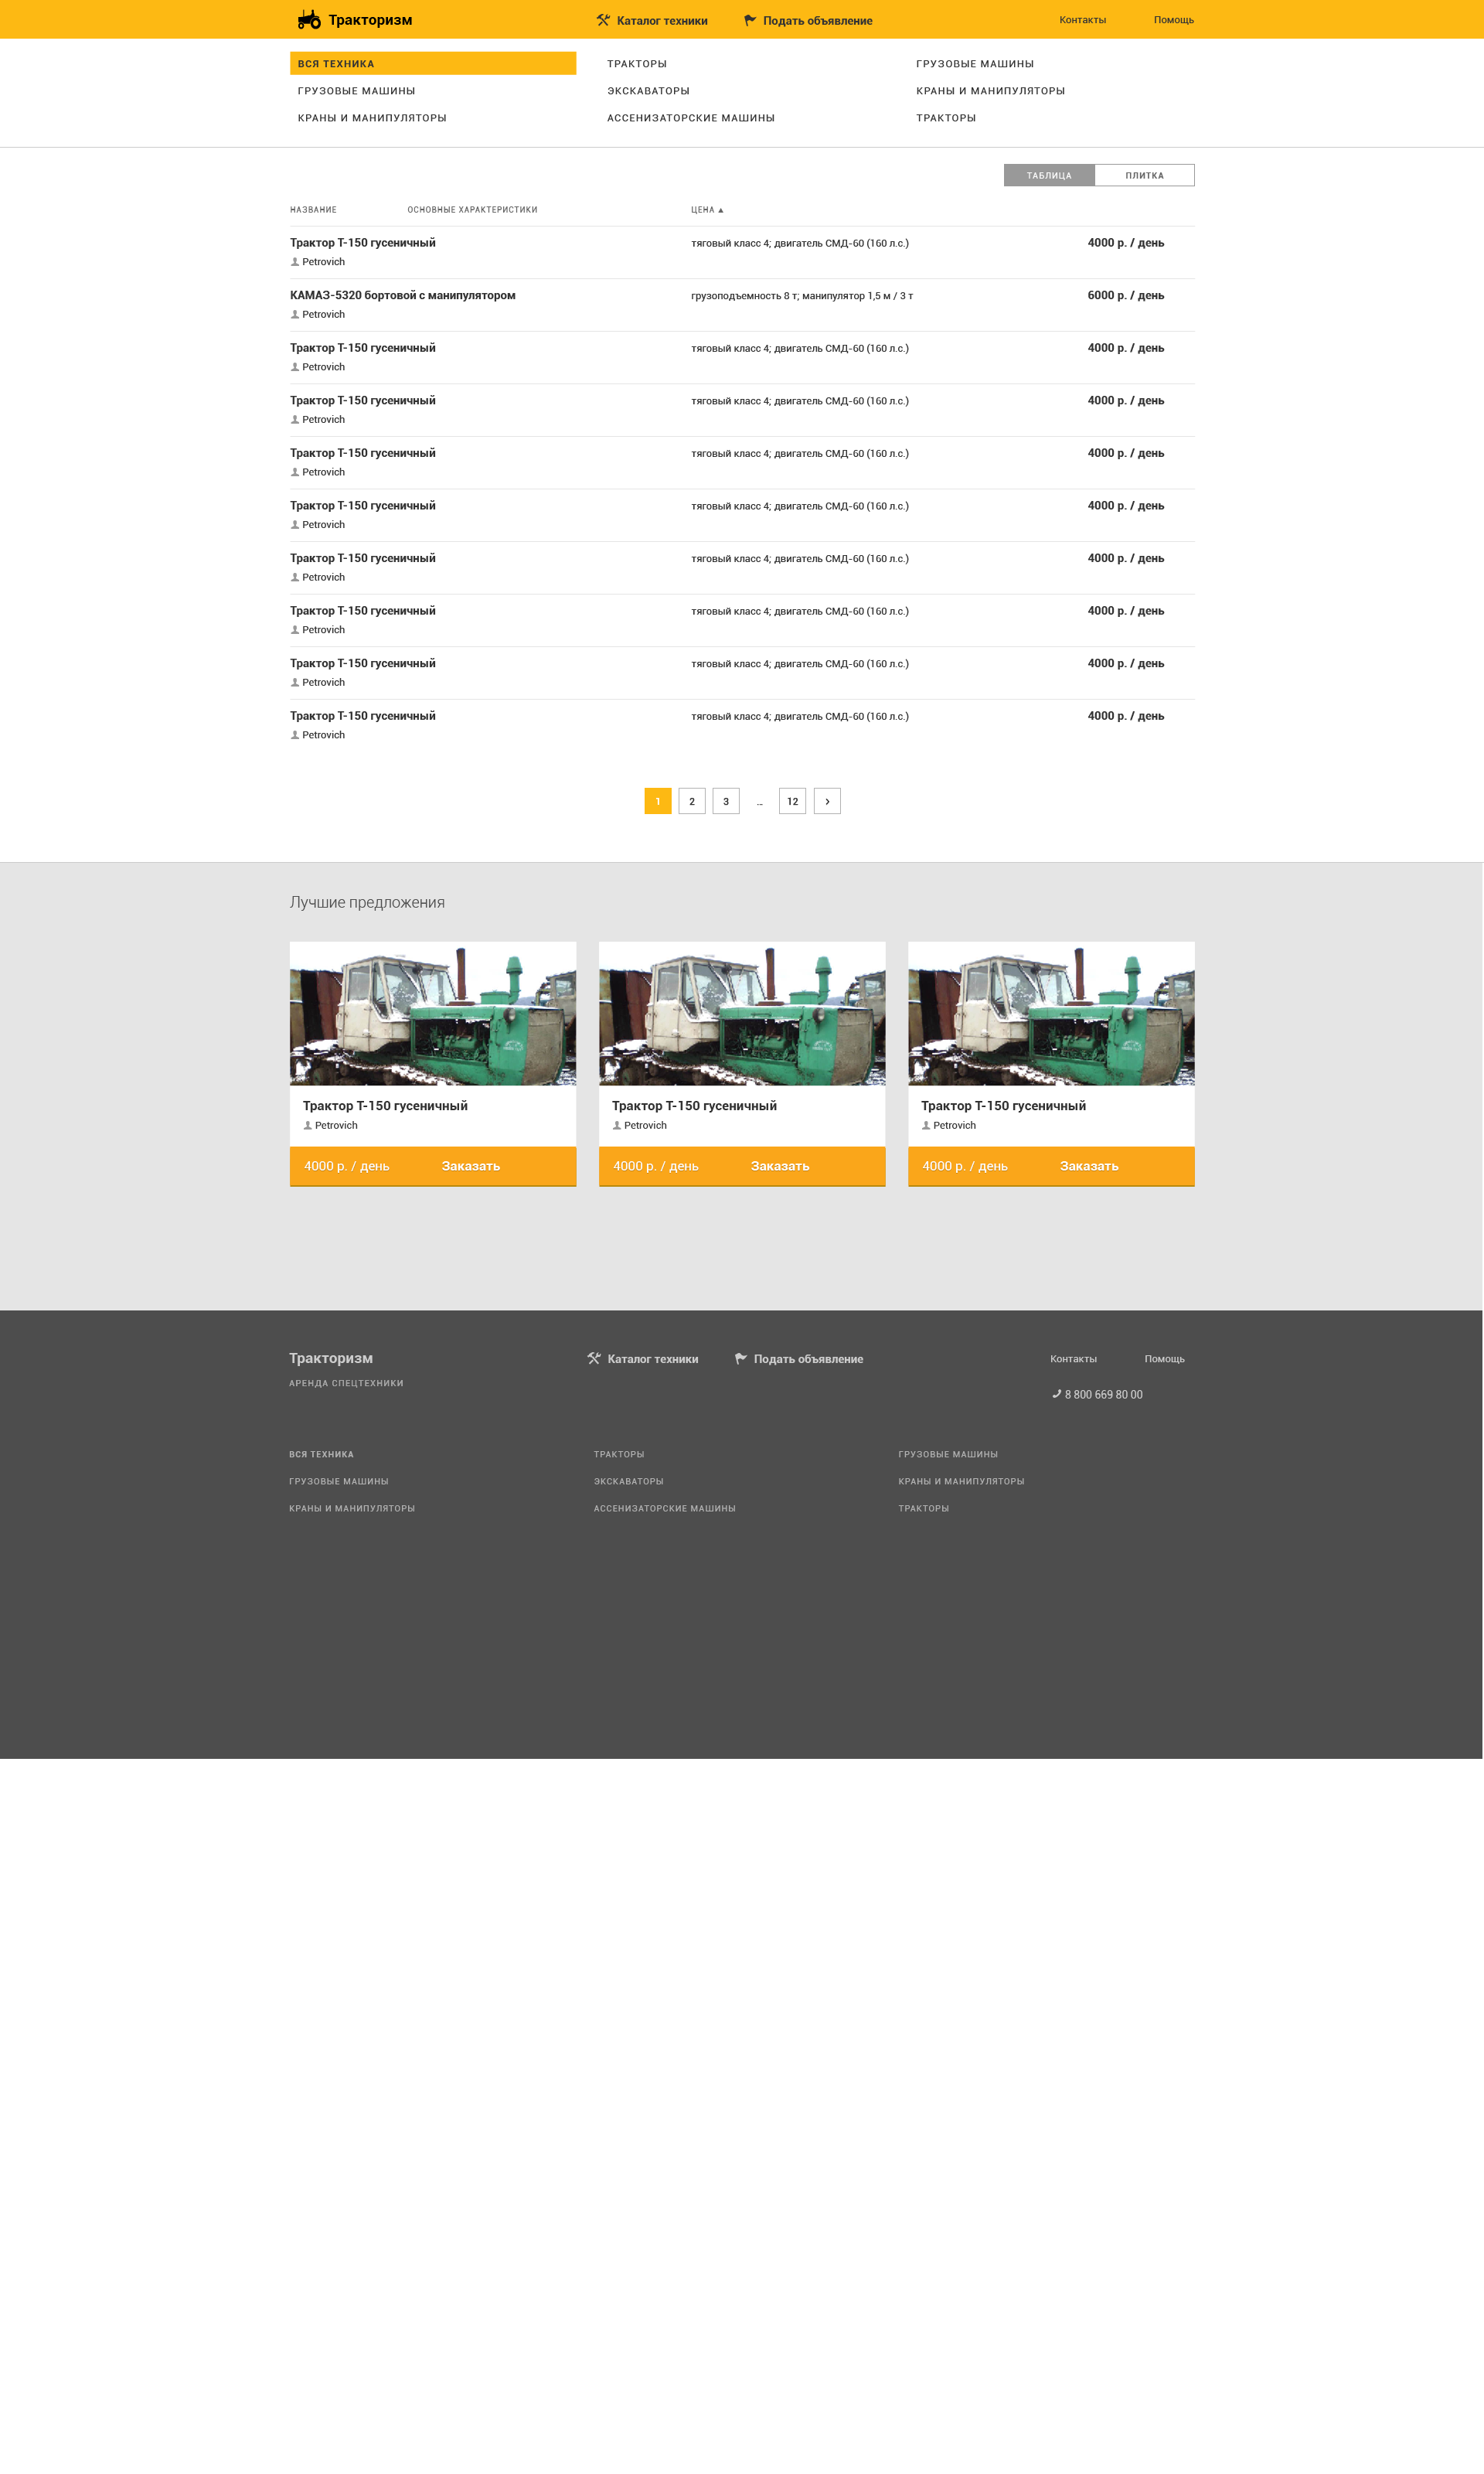 Тракторизм Каталог техники Подать объявление Контакты Помощь
ВСЯ ТЕХНИКА ТРАКТОРЫ ГРУЗОВЫЕ МАШИНЫ
ГРУЗОВЫЕ МАШИНЫ ЭКСКАВАТОРЫ КРАНЫ И МАНИПУЛЯТОРЫ
КРАНЫ И МАНИПУЛЯТОРЫ АССЕНИЗАТОРСКИЕ МАШИНЫ ТРАКТОРЫ
ТАБЛИЦА ПЛИТКА
НАЗВАНИЕ ОСНОВНЫЕ ХАРАКТЕРИСТИКИ ЦЕНА ▲
Трактор Т-150 гусеничный тяговый класс 4; двигатель СМД-60 (160 л.с.) 4000 р. / день
Petrovich
КАМАЗ-5320 бортовой с манипулятором грузоподъемность 8 т; манипулятор 1,5 м / 3 т 6000 р. / день
Petrovich
Трактор Т-150 гусеничный тяговый класс 4; двигатель СМД-60 (160 л.с.) 4000 р. / день
Petrovich
Трактор Т-150 гусеничный тяговый класс 4; двигатель СМД-60 (160 л.с.) 4000 р. / день
Petrovich
Трактор Т-150 гусеничный тяговый класс 4; двигатель СМД-60 (160 л.с.) 4000 р. / день
Petrovich
Трактор Т-150 гусеничный тяговый класс 4; двигатель СМД-60 (160 л.с.) 4000 р. / день
Petrovich
Трактор Т-150 гусеничный тяговый класс 4; двигатель СМД-60 (160 л.с.) 4000 р. / день
Petrovich
Трактор Т-150 гусеничный тяговый класс 4; двигатель СМД-60 (160 л.с.) 4000 р. / день
Petrovich
Трактор Т-150 гусеничный тяговый класс 4; двигатель СМД-60 (160 л.с.) 4000 р. / день
Petrovich
Трактор Т-150 гусеничный тяговый класс 4; двигатель СМД-60 (160 л.с.) 4000 р. / день
Petrovich
1 2 3 ... 12 ›
Лучшие предложения
Трактор Т-150 гусеничный Трактор Т-150 гусеничный Трактор Т-150 гусеничный
Petrovich Petrovich Petrovich
4000 р. / день Заказать 4000 р. / день Заказать 4000 р. / день Заказать
Тракторизм Каталог техники Подать объявление Контакты Помощь
АРЕНДА СПЕЦТЕХНИКИ
8 800 669 80 00
ВСЯ ТЕХНИКА ТРАКТОРЫ ГРУЗОВЫЕ МАШИНЫ
ГРУЗОВЫЕ МАШИНЫ ЭКСКАВАТОРЫ КРАНЫ И МАНИПУЛЯТОРЫ
КРАНЫ И МАНИПУЛЯТОРЫ АССЕНИЗАТОРСКИЕ МАШИНЫ ТРАКТОРЫ